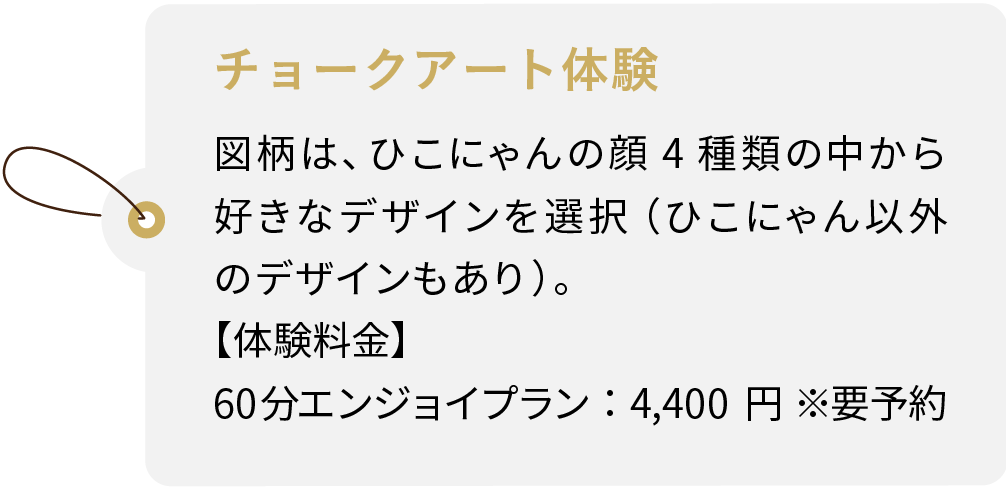 チョークアート体験
図柄は、ひこにゃんの顔 4 種類の中から
好きなデザインを選択（ひこにゃん以外
のデザインもあり）。
【体験料金】
60分エンジョイプラン：4,400 円 ※要予約